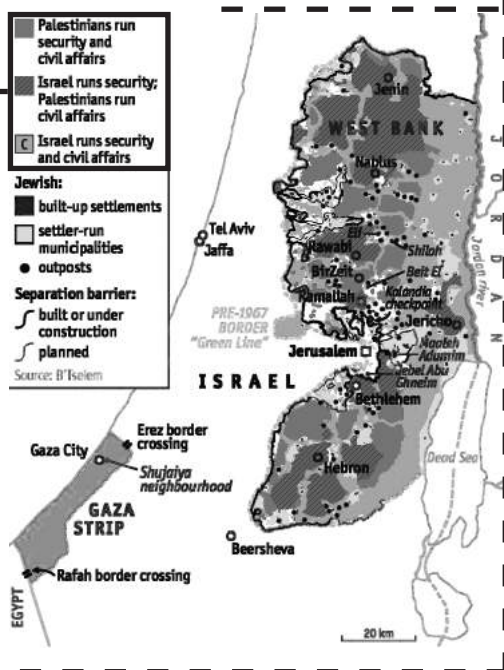 Palestinians run
security and
civil affairs
Israel runs security;
Palestinians run
civil affairs
C
Israel runs security
and civil affairs
Jewish:
built-up settlements
settler-run
municipalities
outposts
Separation barrier:
built or under
construction
planned
Source: B'Tselem
Jenin
WEST BANK
Nablus
Tel Aviv
Jaffa
Eli
Shiloh
Rawabi
BirZeit
Beit El
Ramallah
Kalandia
checkpoint
PRE-1967
BORDER
"Green Line"
Jericho
Jerusalem
Maaleh
Adumim
Jebel Abu
Ghneim
ISRAEL
Bethlehem
JORDAN
Jordan river
Gaza City
Erez border
crossing
Shujaiya
neighbourhood
Hebron
Dead Sea
GAZA
STRIP
Beersheva
Rafah border crossing
EGYPT
20 km